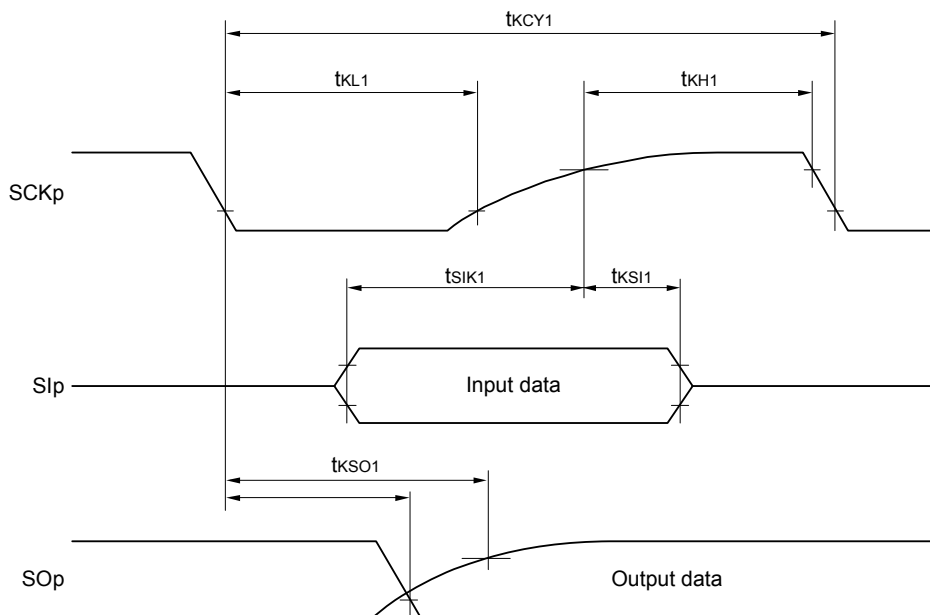 tKCY1
tKL1
tKH1
SCKp
tSIK1
tKSI1
SIp
Input data
tKSO1
SOp
Output data